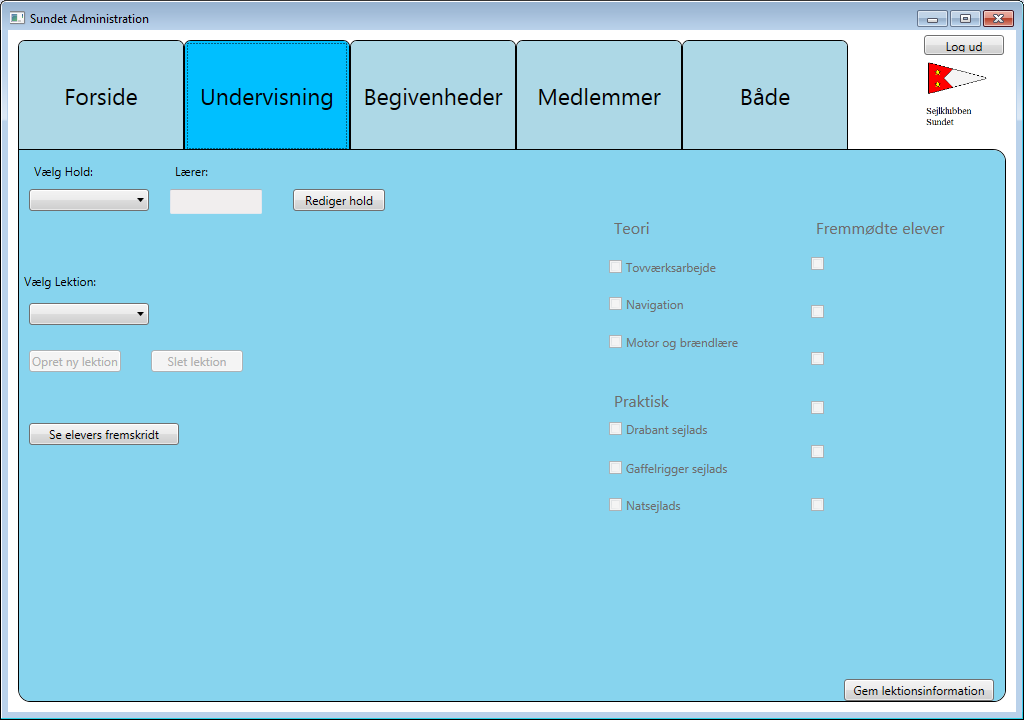 Sundet Administration
Log ud
Forside
Undervisning
Begivenheder
Medlemmer
Både
Sejlklubben
Sundet
Vælg Hold:
Lærer:
Rediger hold
Vælg Lektion:
Opret ny lektion
Slet lektion
Se elevers fremskridt
Teori
Tovværksarbejde
Navigation
Motor og brændlære
Praktisk
Drabant sejlads
Gaffelrigger sejlads
Natsejlads
Fremmødte elever
Gem lektionsinformation